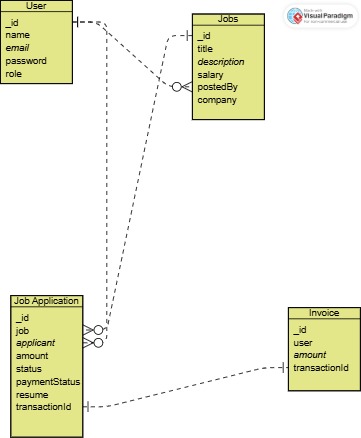 User
_id
name
email
password
role
Jobs
_id
title
description
salary
postedBy
company
Made with
Visual Paradigm
For non-commercial use
Job Application
_id
job
applicant
amount
status
paymentStatus
resume
transactionId
Invoice
_id
user
amount
transactionId